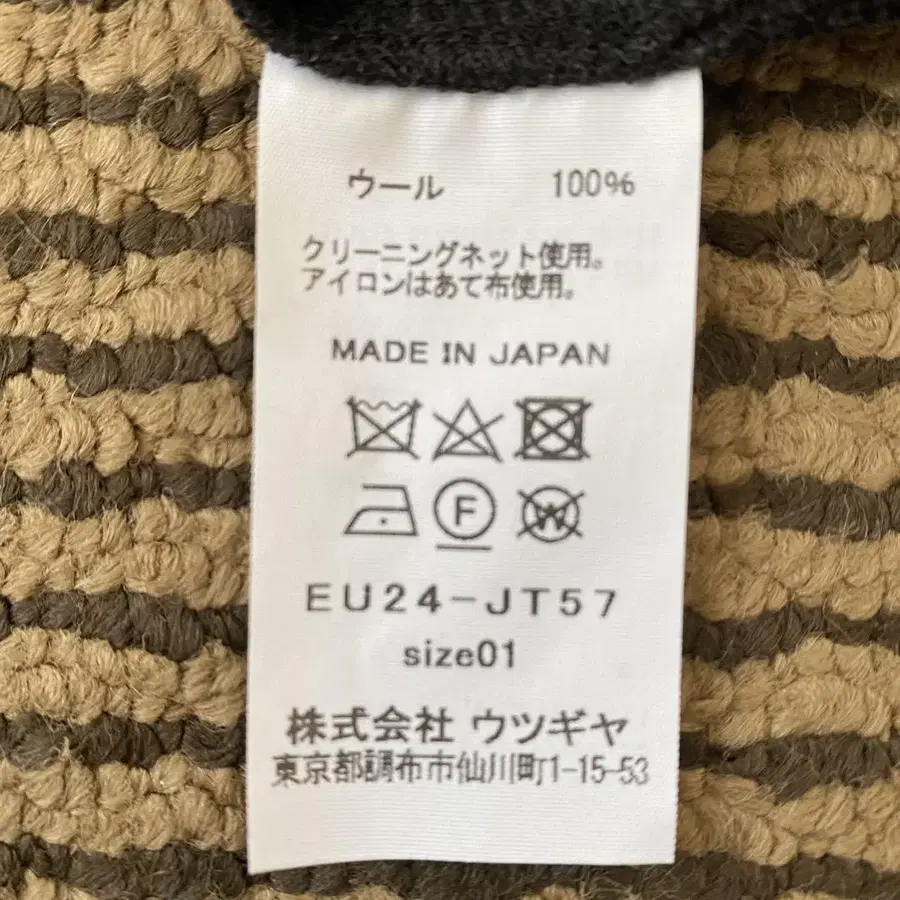 ウール 100%
クリーニングネット使用。
アイロンはあて布使用。
MADE IN JAPAN
F W
EU24-JT57
size01
株式会社 ウツギヤ
東京都調布市仙川町1-15-53